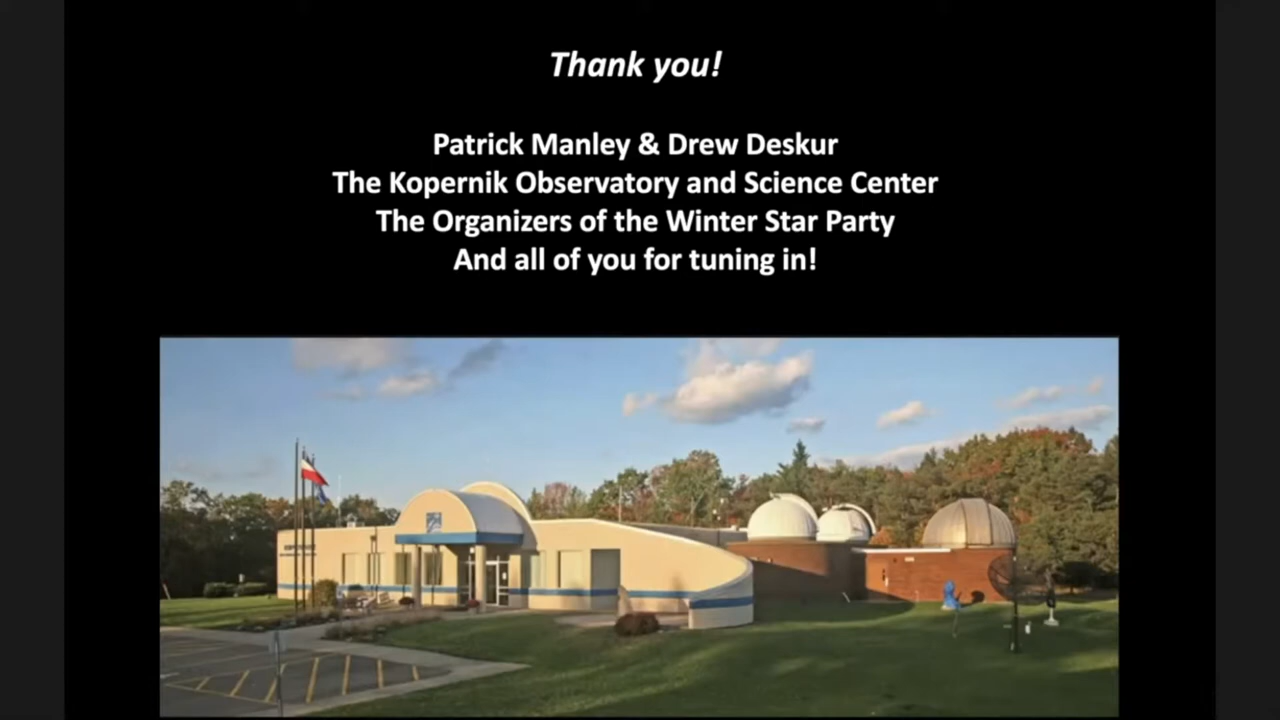 Thank you!
Patrick Manley & Drew Deskur
The Kopernik Observatory and Science Center
The Organizers of the Winter Star Party
And all of you for tuning in!